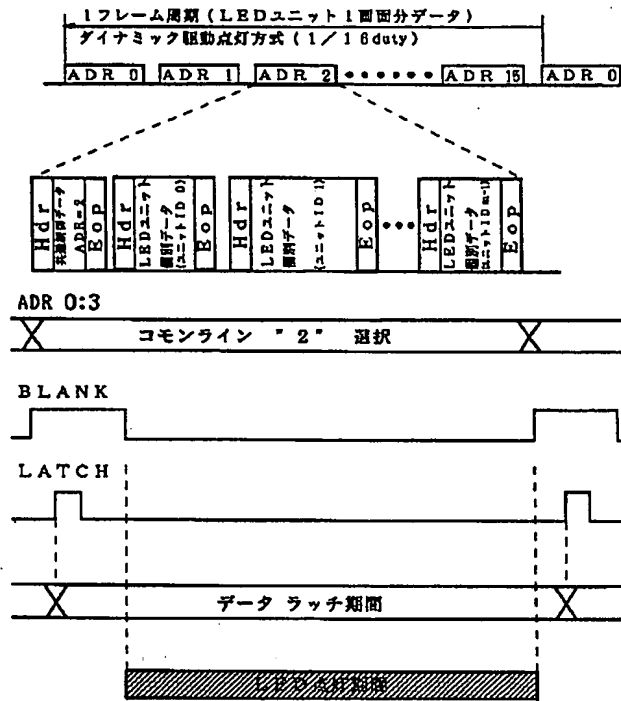 1フレーム周期(LEDユニット1画面分データ)
ダイナミック駆動点灯方式(1/16duty)
ADR 0 ADR 1 ADR 2 •••••• ADR 15 ADR 0
Hdr
共通制御データ
ADR=2
Eop
Hdr
LEDユニット
個別データ
(ユニットID 0)
Eop
Hdr
LEDユニット
個別データ
(ユニットID 1)
Eop
•••
Hdr
LEDユニット
個別データ
(ユニットID m-1)
Eop
ADR 0:3
コモンライン "2" 選択
BLANK
LATCH
データ ラッチ期間
LED点灯期間